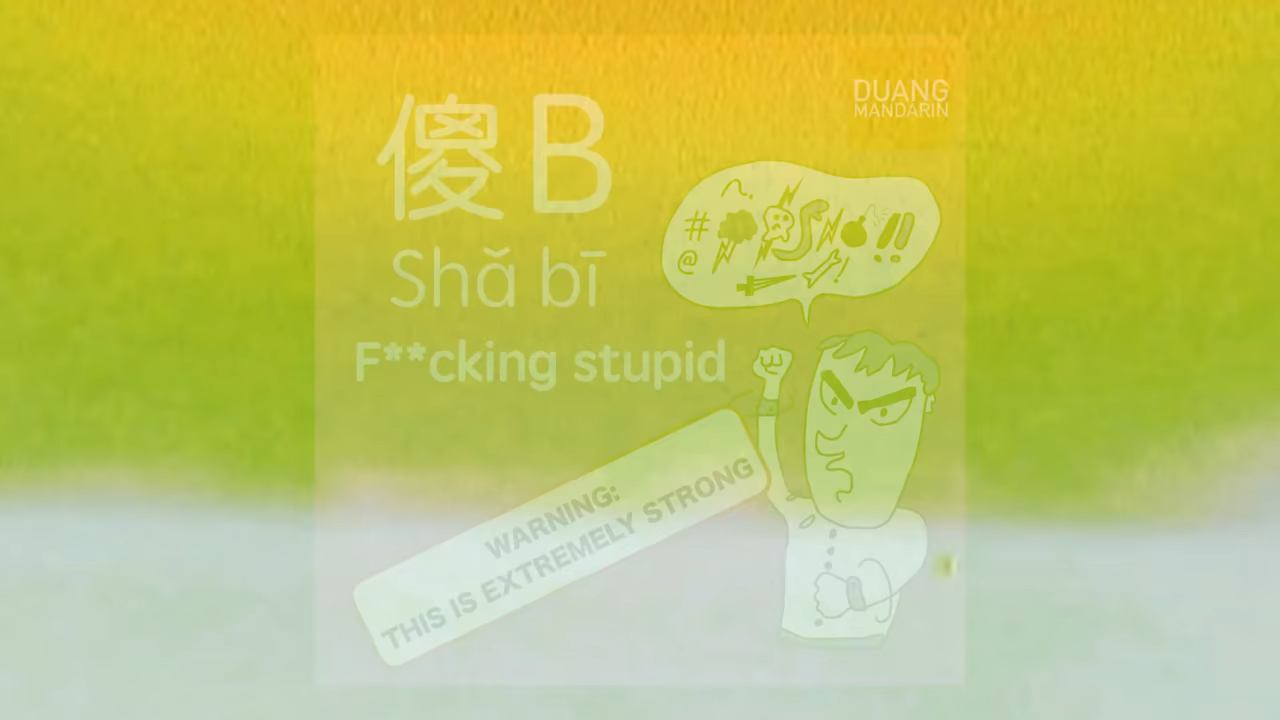 DUANG
MANDARIN
傻B
Shǎ bī
F**cking stupid
WARNING:
THIS IS EXTREMELY STRONG